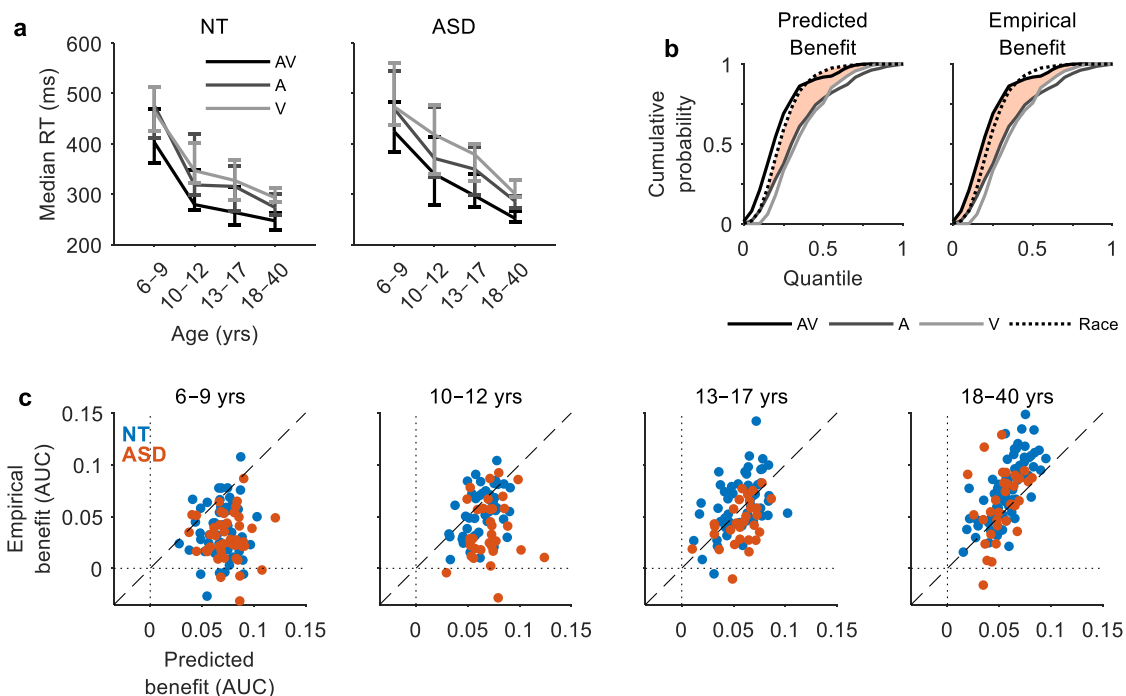 a
NT
ASD
600
500
400
300
200
Median RT (ms)
AV
A
V
6−9
10−12
13−17
18−40
6−9
10−12
13−17
18−40
Age (yrs)
b
Predicted
Benefit
Empirical
Benefit
1
0.5
0
Cumulative
probability
0
0.5
1
0
0.5
1
Quantile
AV
A
V
Race
c
6−9 yrs
10−12 yrs
13−17 yrs
18−40 yrs
NT
ASD
0.15
0.1
0.05
0
Empirical
benefit (AUC)
0
0.05
0.1
0.15
0
0.05
0.1
0.15
0
0.05
0.1
0.15
0
0.05
0.1
0.15
Predicted
benefit (AUC)